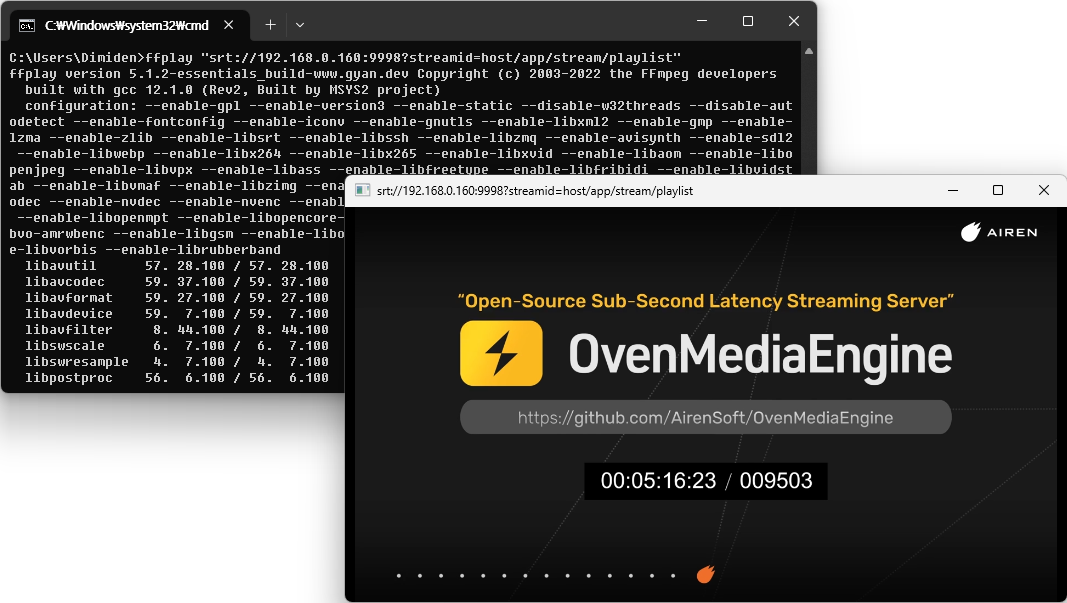 C:₩Windows₩system32₩cmd
C:\Users\Dimiden>ffplay "srt://192.168.0.160:9998?streamid=host/app/stream/playlist"
ffplay version 5.1.2-essentials_build-www.gyan.dev Copyright (c) 2003-2022 the FFmpeg developers
  built with gcc 12.1.0 (Rev2, Built by MSYS2 project)
  configuration: --enable-gpl --enable-version3 --enable-static --disable-w32threads --disable-aut
odetect --enable-fontconfig --enable-iconv --enable-gnutls --enable-libxml2 --enable-gmp --enable-
lzma --enable-zlib --enable-libsrt --enable-libssh --enable-libzmq --enable-avisynth --enable-sdl2
 --enable-libwebp --enable-libx264 --enable-libx265 --enable-libxvid --enable-libaom --enable-libo
penjpeg --enable-libvpx --enable-libass --enable-libfreetype --enable-libfribidi --enable-libvidst
ab --enable-libvmaf --enable-libzimg --ena
odec --enable-nvdec --enable-nvenc --enabl
 --enable-libopenmpt --enable-libopencore-
bvo-amrwbenc --enable-libgsm --enable-libo
e-libvorbis --enable-librubberband
  libavutil      57. 28.100 / 57. 28.100
  libavcodec     59. 37.100 / 59. 37.100
  libavformat    59. 27.100 / 59. 27.100
  libavdevice    59.  7.100 / 59.  7.100
  libavfilter     8. 44.100 /  8. 44.100
  libswscale      6.  7.100 /  6.  7.100
  libswresample   4.  7.100 /  4.  7.100
  libpostproc    56.  6.100 / 56.  6.100
srt://192.168.0.160:9998?streamid=host/app/stream/playlist
AIREN
“Open-Source Sub-Second Latency Streaming Server”
OvenMediaEngine
https://github.com/AirenSoft/OvenMediaEngine
00:05:16:23 / 009503